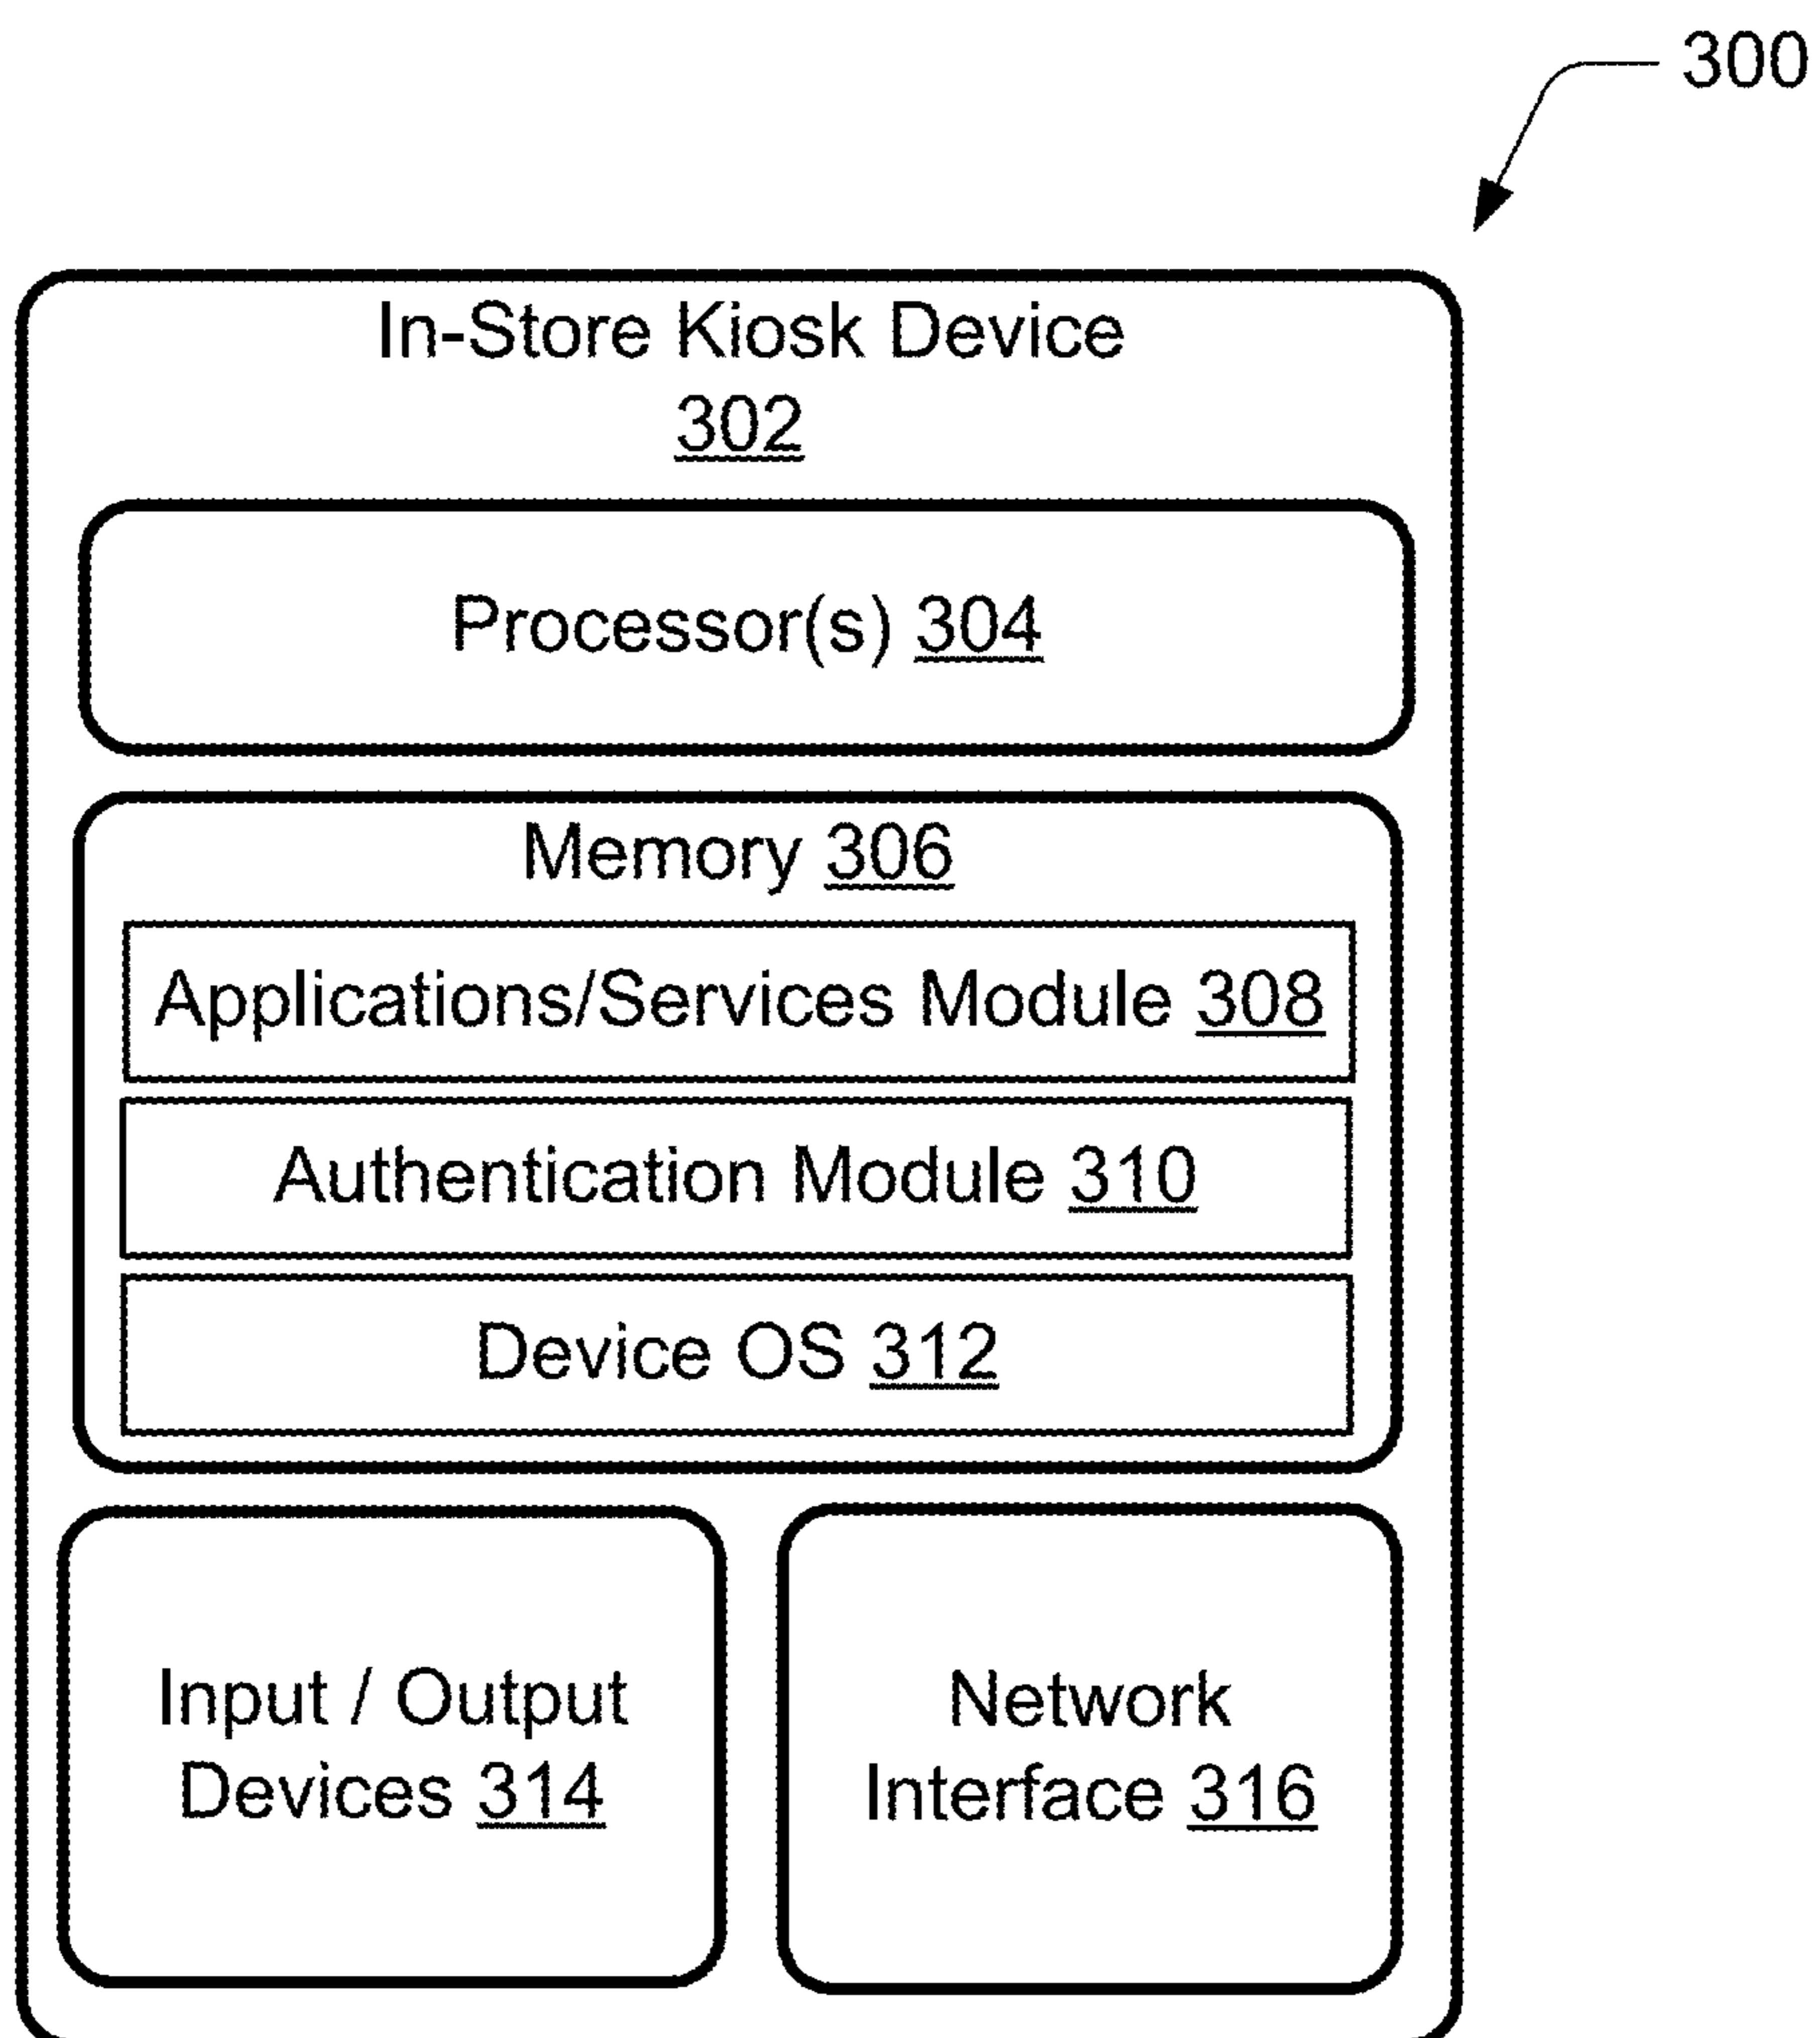 300
In-Store Kiosk Device
302
Processor(s) 304
Memory 306
Applications/Services Module 308
Authentication Module 310
Device OS 312
Input / Output
Devices 314
Network
Interface 316